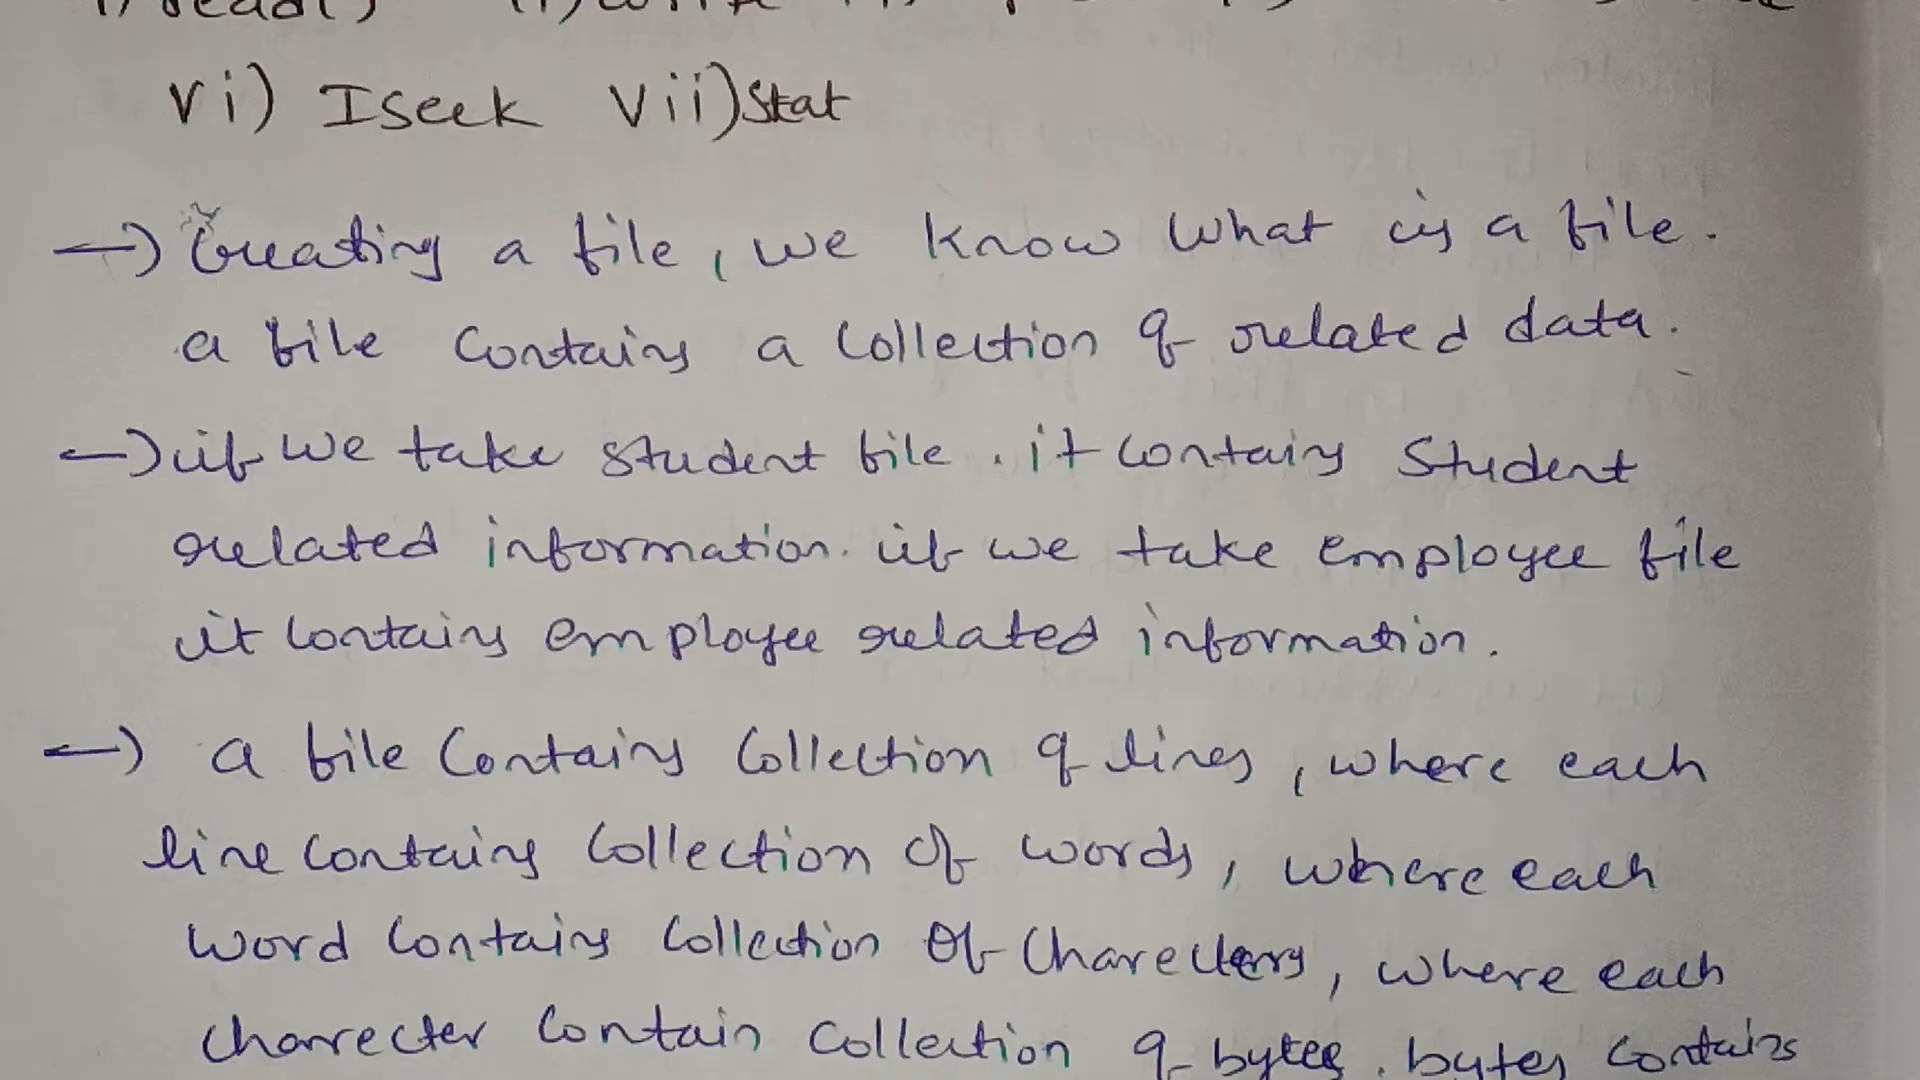 vi) Iseek vii) Stat
→ Creating a file, we know what is a file.
a file contains a collection of related data.
→ if we take student file. it contains student
related information. if we take employee file
it contains employee related information.
→ a file contains collection of lines, where each
line contains collection of words, where each
word contains collection of charecters, where each
charecter contain collection of bytes. bytes contains